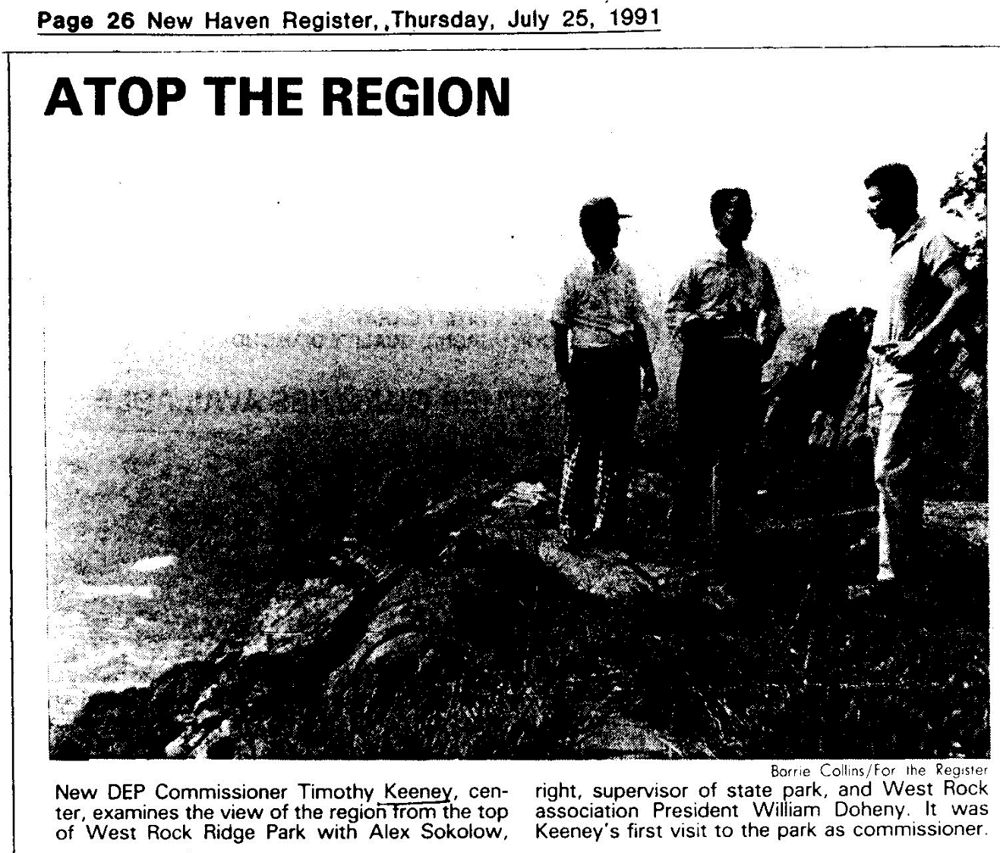 Page 26 New Haven Register, Thursday, July 25, 1991
ATOP THE REGION
Barrie Collins/For the Register
New DEP Commissioner Timothy Keeney, cen-
ter, examines the view of the region from the top
of West Rock Ridge Park with Alex Sokolow,
right, supervisor of state park, and West Rock
association President William Doheny. It was
Keeney's first visit to the park as commissioner.